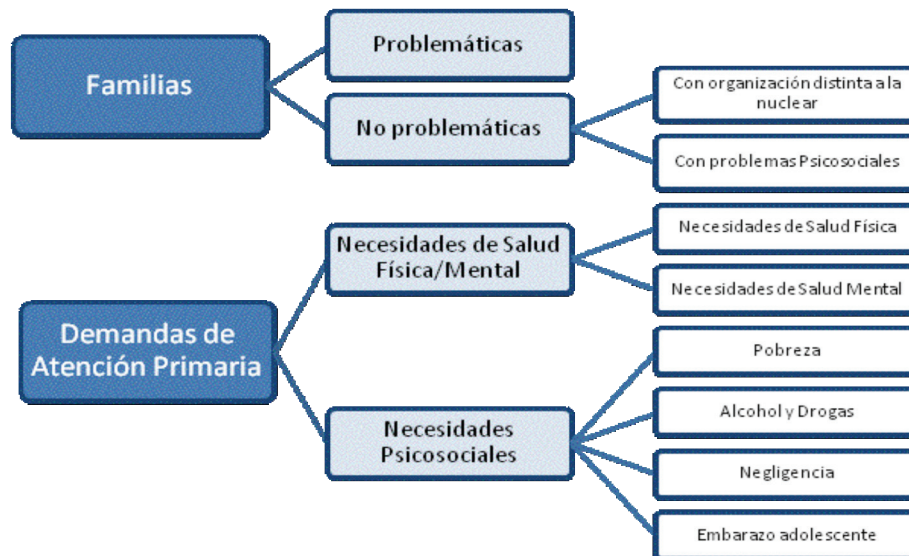 Familias
Problemáticas
No problemáticas
Con organización distinta a la
nuclear
Con problemas Psicosociales
Demandas de
Atención Primaria
Necesidades de Salud
Física/Mental
Necesidades de Salud Física
Necesidades de Salud Mental
Necesidades
Psicosociales
Pobreza
Alcohol y Drogas
Negligencia
Embarazo adolescente